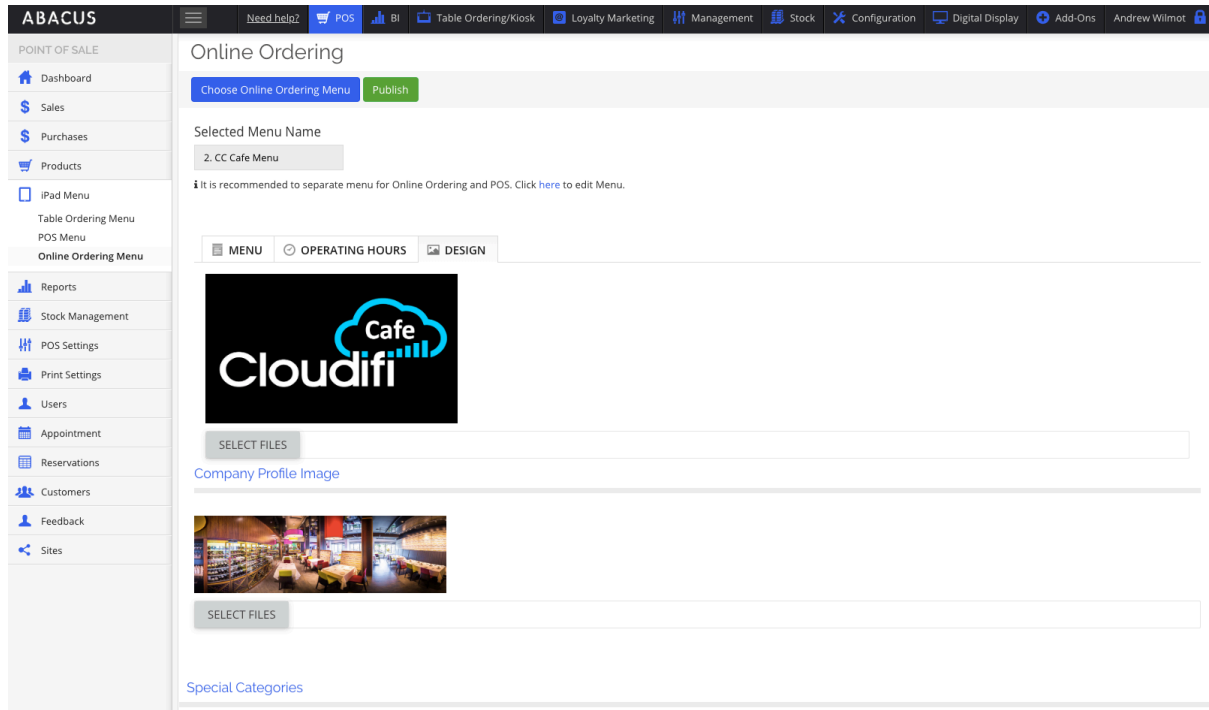 ABACUS
Need help? POS BI Table Ordering/Kiosk Loyalty Marketing Management Stock Configuration Digital Display Add-Ons Andrew Wilmot
POINT OF SALE
Dashboard
Sales
Purchases
Products
iPad Menu
Table Ordering Menu
POS Menu
Online Ordering Menu
Reports
Stock Management
POS Settings
Print Settings
Users
Appointment
Reservations
Customers
Feedback
Sites
Online Ordering
Choose Online Ordering Menu Publish
Selected Menu Name
2. CC Cafe Menu
It is recommended to separate menu for Online Ordering and POS. Click here to edit Menu.
MENU OPERATING HOURS DESIGN
Cafe
Cloudifi
SELECT FILES
Company Profile Image
SELECT FILES
Special Categories